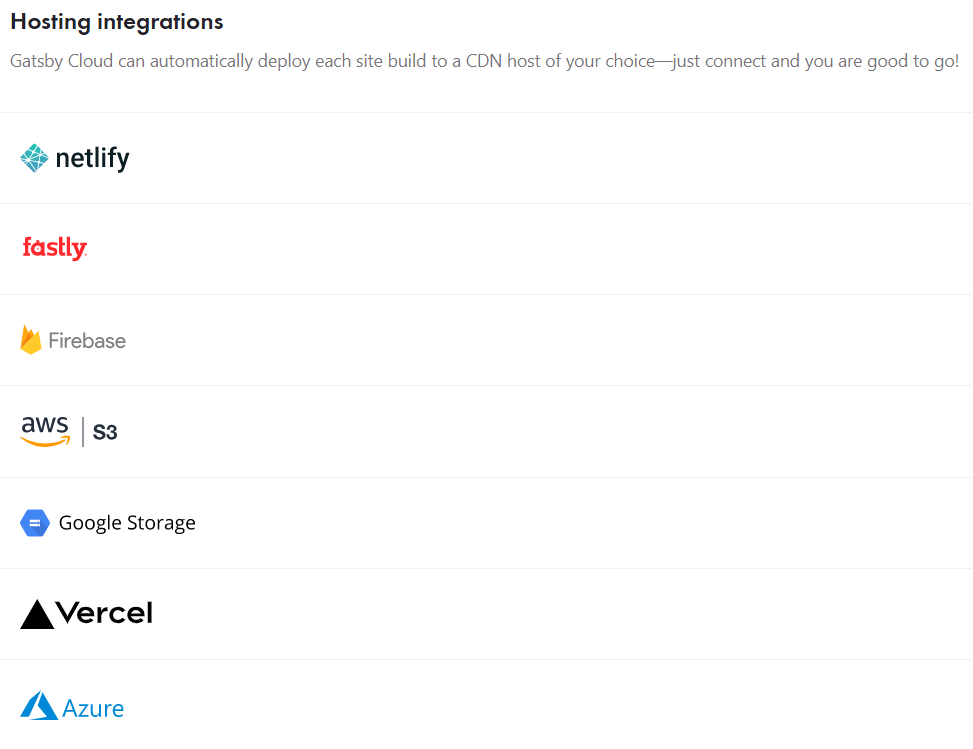 Hosting integrations
Gatsby Cloud can automatically deploy each site build to a CDN host of your choice—just connect and you are good to go!
netlify
fastly
Firebase
aws | S3
Google Storage
Vercel
Azure